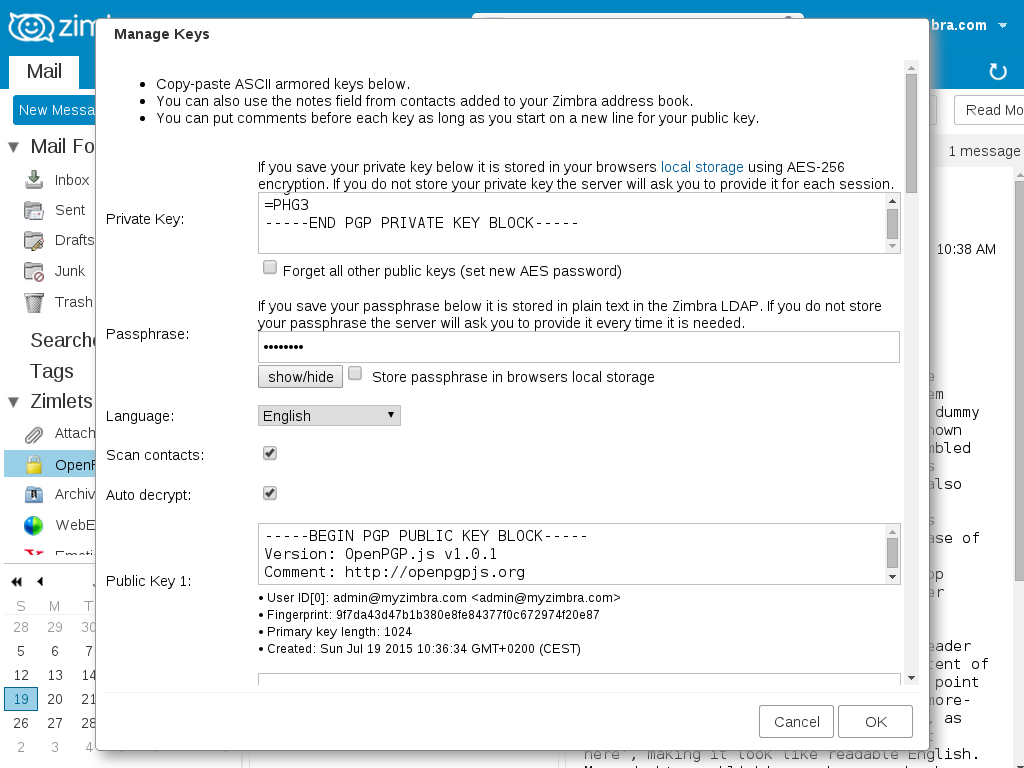 Manage Keys
bra.com
Mail
New Messa
Read Mo
Mail Fo
1 message
Inbox
Sent
Drafts
Junk
Trash
Searche
Tags
Zimlets
Attach
OpenP
Archiv
WebE
10:38 AM
• Copy-paste ASCII armored keys below.
• You can also use the notes field from contacts added to your Zimbra address book.
• You can put comments before each key as long as you start on a new line for your public key.
If you save your private key below it is stored in your browsers local storage using AES-256
encryption. If you do not store your private key the server will ask you to provide it for each session.
Private Key:
=PHG3
-----END PGP PRIVATE KEY BLOCK-----
Forget all other public keys (set new AES password)
If you save your passphrase below it is stored in plain text in the Zimbra LDAP. If you do not store
your passphrase the server will ask you to provide it every time it is needed.
Passphrase:
••••••••
show/hide
Store passphrase in browsers local storage
Language:
English
Scan contacts:
Auto decrypt:
Public Key 1:
-----BEGIN PGP PUBLIC KEY BLOCK-----
Version: OpenPGP.js v1.0.1
Comment: http://openpgpjs.org
• User ID[0]: admin@myzimbra.com <admin@myzimbra.com>
• Fingerprint: 9f7da43d47b1b380e8fe84377f0c672974f20e87
• Primary key length: 1024
• Created: Sun Jul 19 2015 10:36:34 GMT+0200 (CEST)
Cancel
OK
S M T
28 29 30
5 6 7
12 13 14
19 20 21
26 27 28
2 3 4
dummy
also
ase of
eader
tent of
point
more-
, as
here', making it look like readable English.